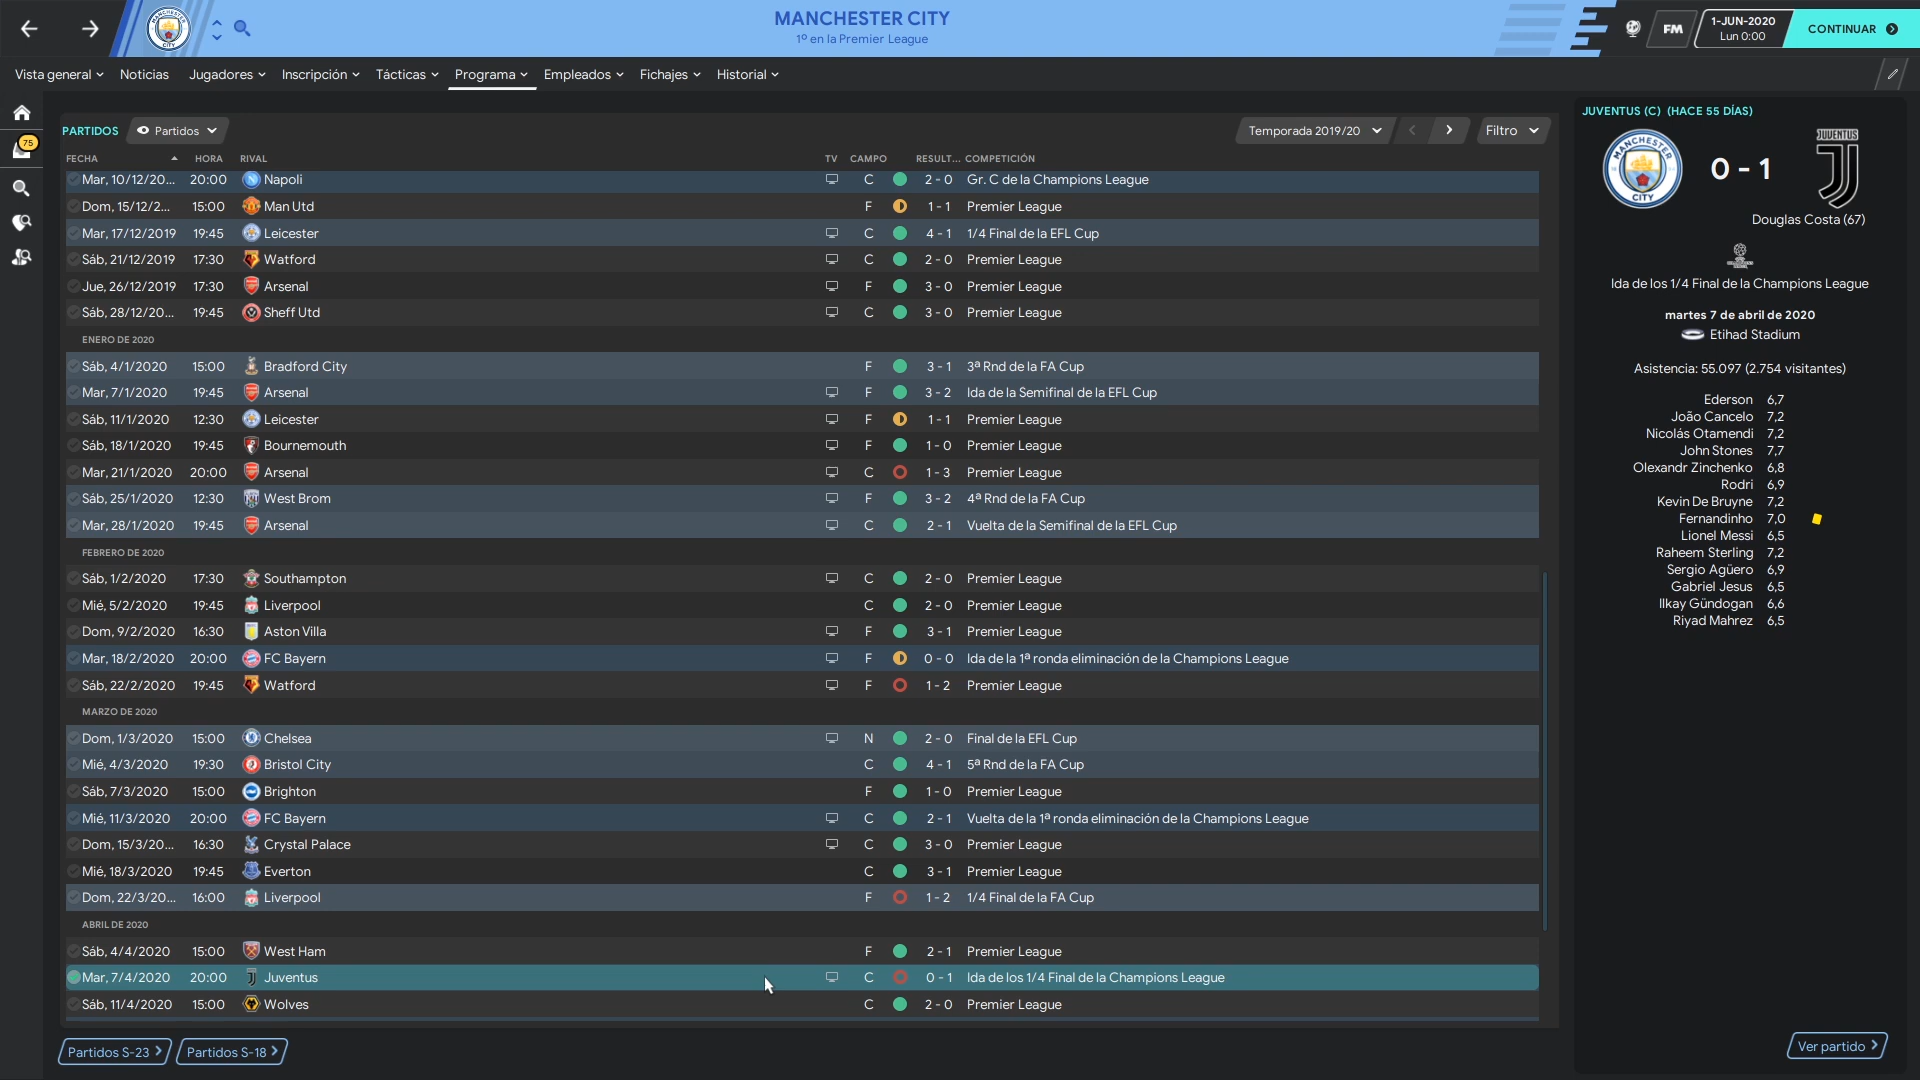 MANCHESTER CITY
1º en la Premier League
FM
1-JUN-2020
Lun 0:00
CONTINUAR
Vista general Noticias Jugadores Inscripción Tácticas Programa Empleados Fichajes Historial
75
PARTIDOS Partidos Temporada 2019/20 Filtro
FECHA HORA RIVAL TV CAMPO RESULT... COMPETICIÓN
Mar, 10/12/20... 20:00 Napoli C 2 - 0 Gr. C de la Champions League
Dom, 15/12/2... 15:00 Man Utd F 1 - 1 Premier League
Mar, 17/12/2019 19:45 Leicester C 4 - 1 1/4 Final de la EFL Cup
Sáb, 21/12/2019 17:30 Watford C 2 - 0 Premier League
Jue, 26/12/2019 17:30 Arsenal F 3 - 0 Premier League
Sáb, 28/12/20... 19:45 Sheff Utd C 3 - 0 Premier League
ENERO DE 2020
Sáb, 4/1/2020 15:00 Bradford City F 3 - 1 3ª Rnd de la FA Cup
Mar, 7/1/2020 19:45 Arsenal F 3 - 2 Ida de la Semifinal de la EFL Cup
Sáb, 11/1/2020 12:30 Leicester F 1 - 1 Premier League
Sáb, 18/1/2020 19:45 Bournemouth F 1 - 0 Premier League
Mar, 21/1/2020 20:00 Arsenal C 1 - 3 Premier League
Sáb, 25/1/2020 12:30 West Brom F 3 - 2 4ª Rnd de la FA Cup
Mar, 28/1/2020 19:45 Arsenal C 2 - 1 Vuelta de la Semifinal de la EFL Cup
FEBRERO DE 2020
Sáb, 1/2/2020 17:30 Southampton C 2 - 0 Premier League
Mié, 5/2/2020 19:45 Liverpool C 2 - 0 Premier League
Dom, 9/2/2020 16:30 Aston Villa F 3 - 1 Premier League
Mar, 18/2/2020 20:00 FC Bayern F 0 - 0 Ida de la 1ª ronda eliminación de la Champions League
Sáb, 22/2/2020 19:45 Watford F 1 - 2 Premier League
MARZO DE 2020
Dom, 1/3/2020 15:00 Chelsea N 2 - 0 Final de la EFL Cup
Mié, 4/3/2020 19:30 Bristol City C 4 - 1 5ª Rnd de la FA Cup
Sáb, 7/3/2020 15:00 Brighton F 1 - 0 Premier League
Mié, 11/3/2020 20:00 FC Bayern C 2 - 1 Vuelta de la 1ª ronda eliminación de la Champions League
Dom, 15/3/20... 16:30 Crystal Palace C 3 - 0 Premier League
Mié, 18/3/2020 19:45 Everton C 3 - 1 Premier League
Dom, 22/3/20... 16:00 Liverpool F 1 - 2 1/4 Final de la FA Cup
ABRIL DE 2020
Sáb, 4/4/2020 15:00 West Ham F 2 - 1 Premier League
Mar, 7/4/2020 20:00 Juventus C 0 - 1 Ida de los 1/4 Final de la Champions League
Sáb, 11/4/2020 15:00 Wolves C 2 - 0 Premier League
Partidos S-23 Partidos S-18
JUVENTUS (C) (HACE 55 DÍAS)
MANCHESTER CITY
0 - 1
JUVENTUS
Douglas Costa (67)
Ida de los 1/4 Final de la Champions League
martes 7 de abril de 2020
Etihad Stadium
Asistencia: 55.097 (2.754 visitantes)
Ederson 6,7
João Cancelo 7,2
Nicolás Otamendi 7,2
John Stones 7,7
Olexandr Zinchenko 6,8
Rodri 6,9
Kevin De Bruyne 7,2
Fernandinho 7,0
Lionel Messi 6,5
Raheem Sterling 7,2
Sergio Agüero 6,9
Gabriel Jesus 6,5
Ilkay Gündogan 6,6
Riyad Mahrez 6,5
Ver partido